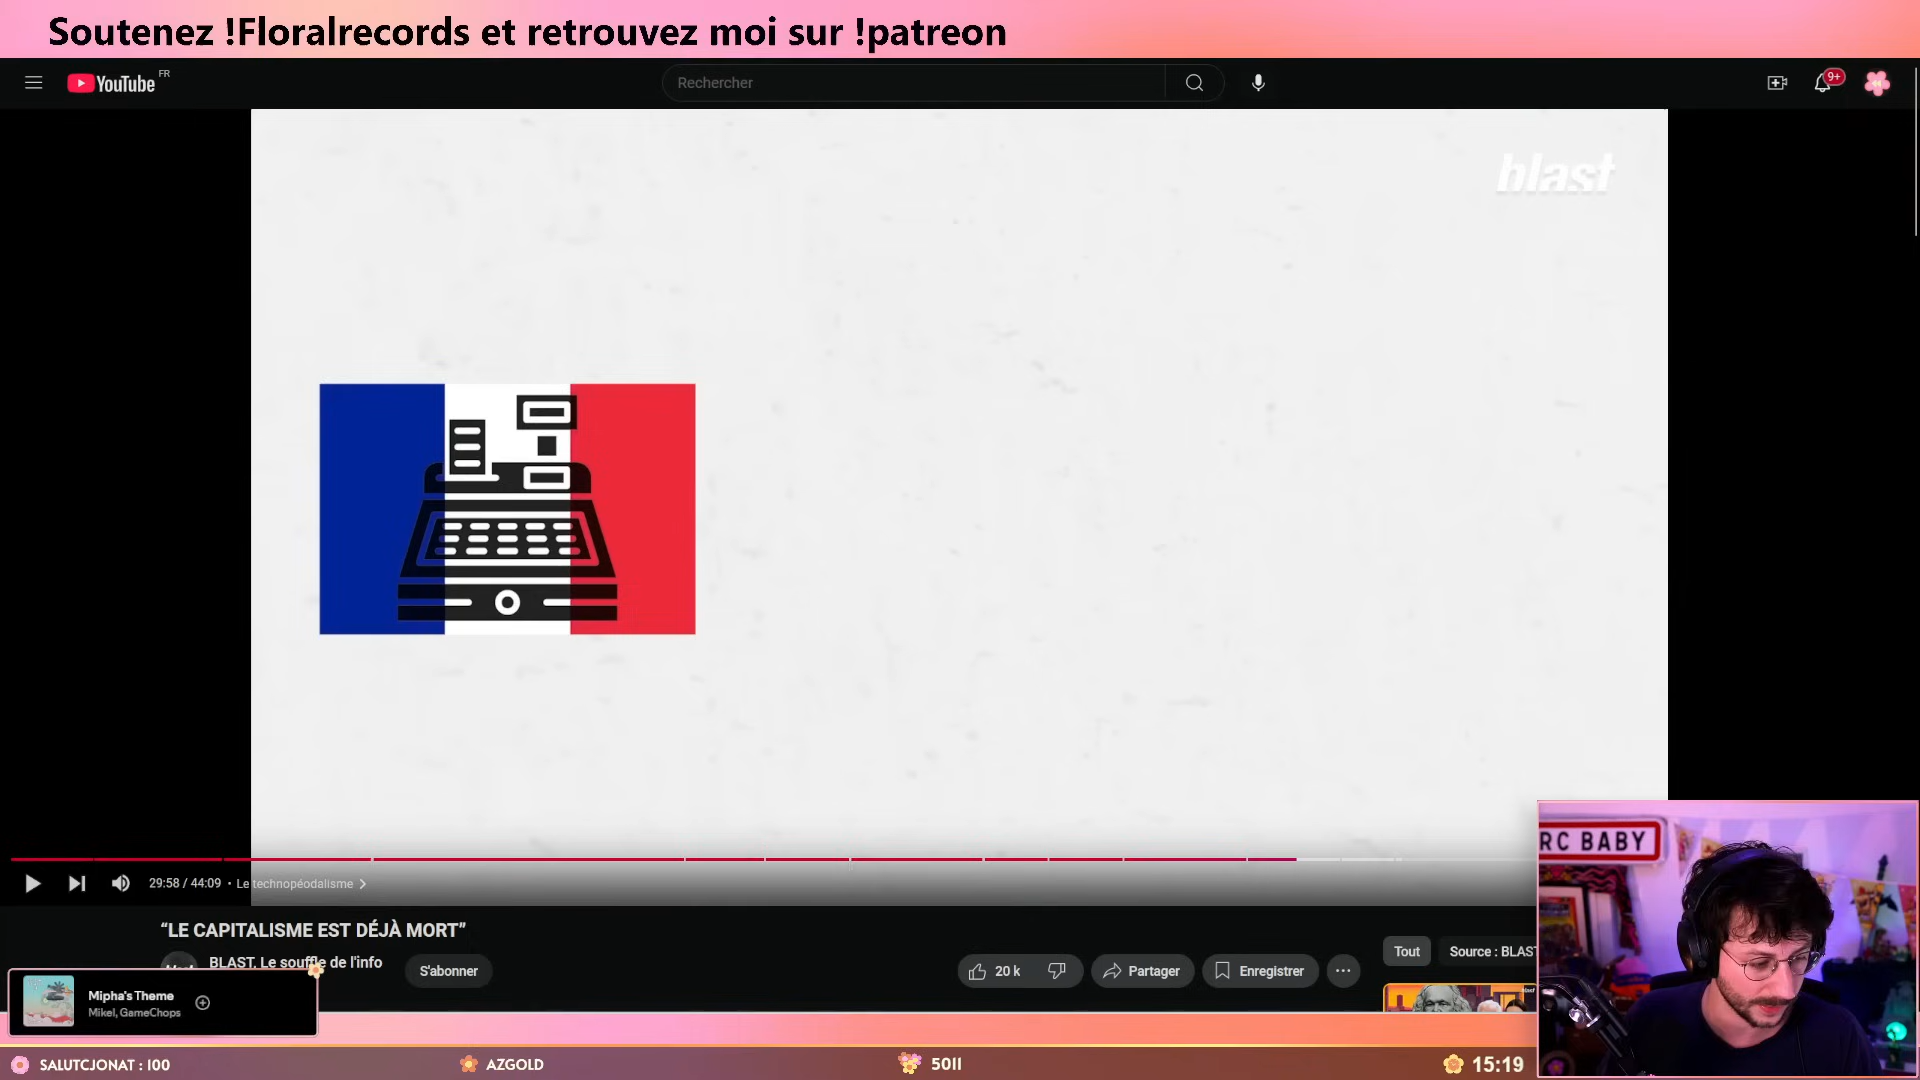 Soutenez !Floralrecords et retrouvez moi sur !patreon
YouTube FR
Rechercher
9+
blast
29:58 / 44:09 • Le technopéodalisme
“LE CAPITALISME EST DÉJÀ MORT”
BLAST, Le souffle de l'info
S'abonner
20 k
Partager
Enregistrer
Tout
Source : BLAST
RC BABY
Mipha's Theme
Mikel, GameChops
SALUTCJONAT : 100
AZGOLD
5011
15:19